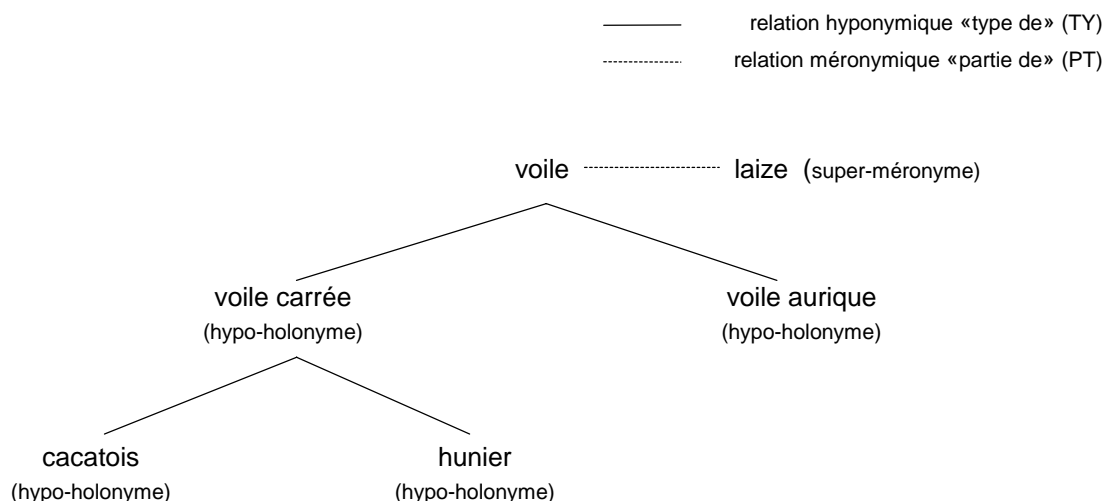 relation hyponymique «type de» (TY)
relation méronymique «partie de» (PT)
voile laize (super-méronyme)
voile carrée voile aurique
(hypo-holonyme) (hypo-holonyme)
cacatois hunier
(hypo-holonyme) (hypo-holonyme)